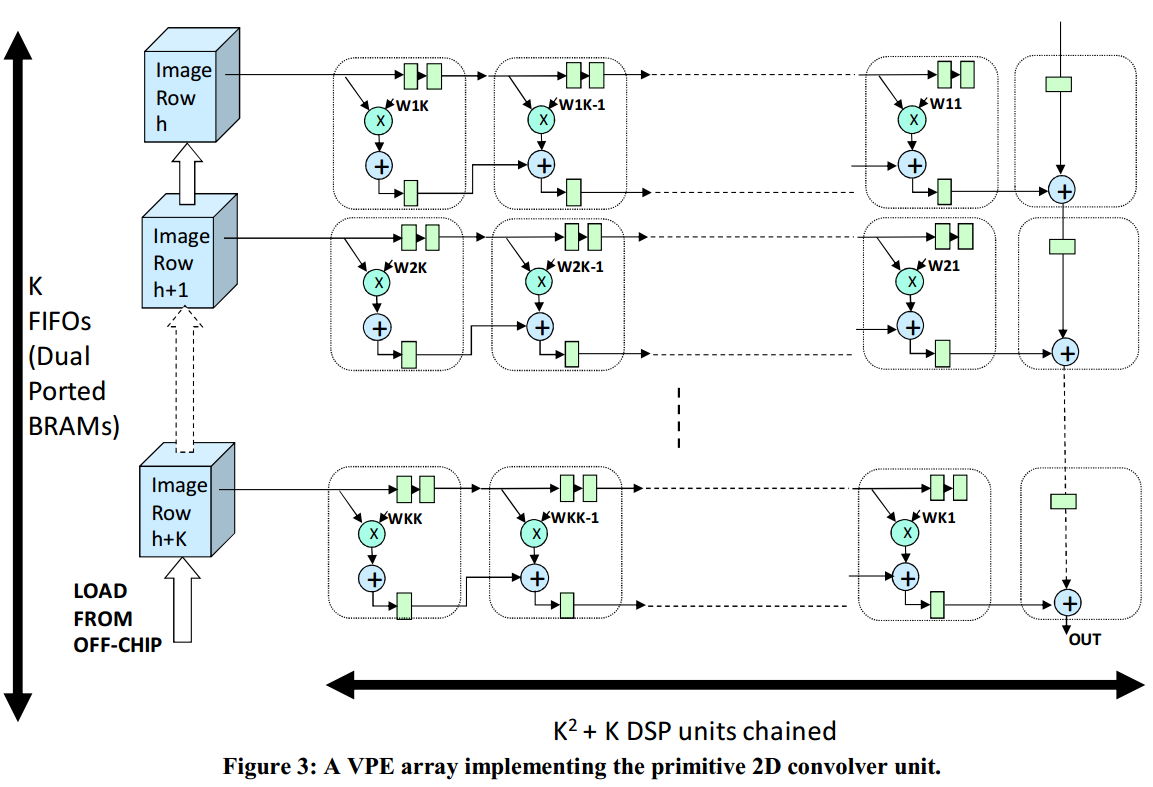 Image
Row
h
X
W1K
+
X
W1K-1
+
X
W11
+
+
Image
Row
h+1
X
W2K
+
X
W2K-1
+
X
W21
+
+
K
FIFOs
(Dual
Ported
BRAMs)
Image
Row
h+K
X
WKK
+
X
WKK-1
+
X
WK1
+
+
LOAD
FROM
OFF-CHIP
OUT
K² + K DSP units chained
Figure 3: A VPE array implementing the primitive 2D convolver unit.